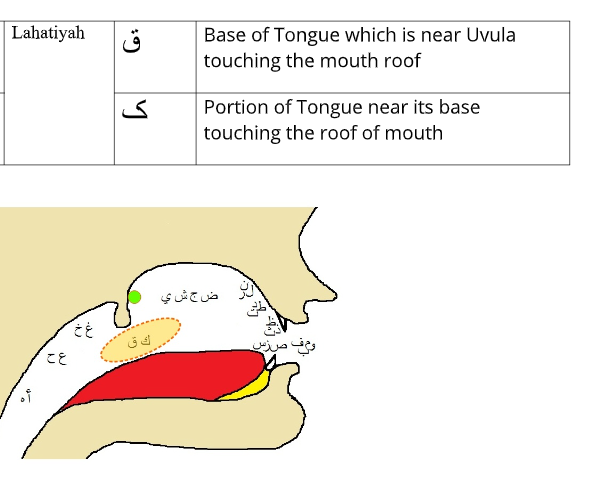 Lahatiyah
ق
Base of Tongue which is near Uvula
touching the mouth roof
ک
Portion of Tongue near its base
touching the roof of mouth
ض ج ش ي
غ خ
ك ق
ص ز س
ع ح
أ ه